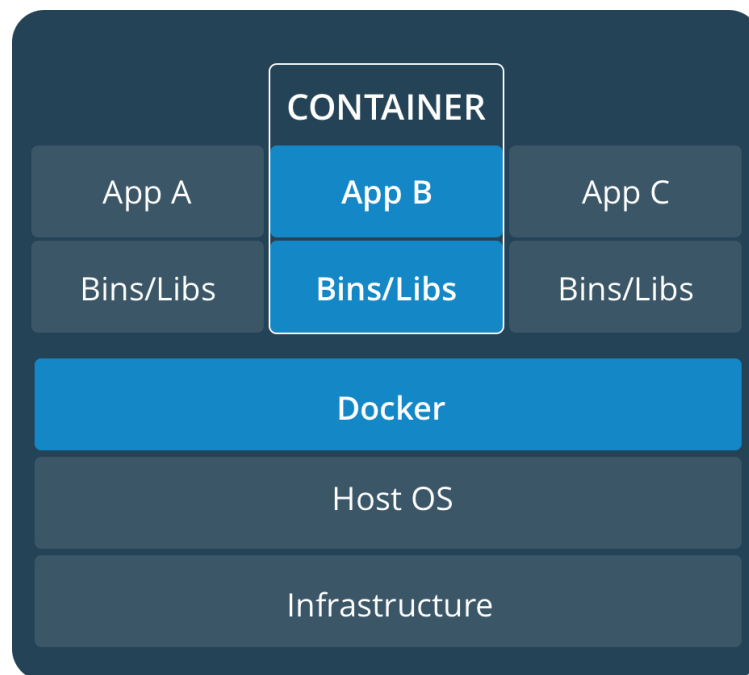 CONTAINER
App A App B App C
Bins/Libs Bins/Libs Bins/Libs
Docker
Host OS
Infrastructure